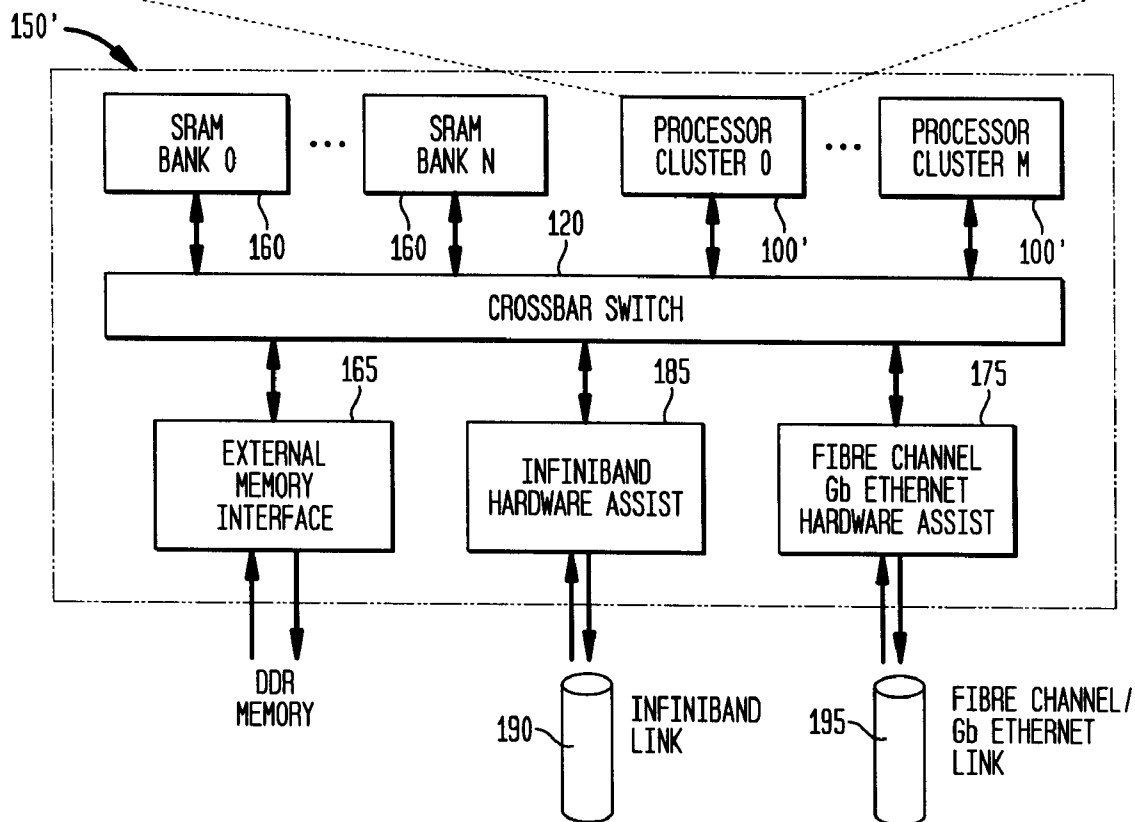 150'
SRAM
BANK 0
...
SRAM
BANK N
PROCESSOR
CLUSTER 0
...
PROCESSOR
CLUSTER M
160
160
120
100'
100'
CROSSBAR SWITCH
165
185
175
EXTERNAL
MEMORY
INTERFACE
INFINIBAND
HARDWARE ASSIST
FIBRE CHANNEL
Gb ETHERNET
HARDWARE ASSIST
DDR
MEMORY
190
INFINIBAND
LINK
195
FIBRE CHANNEL/
Gb ETHERNET
LINK